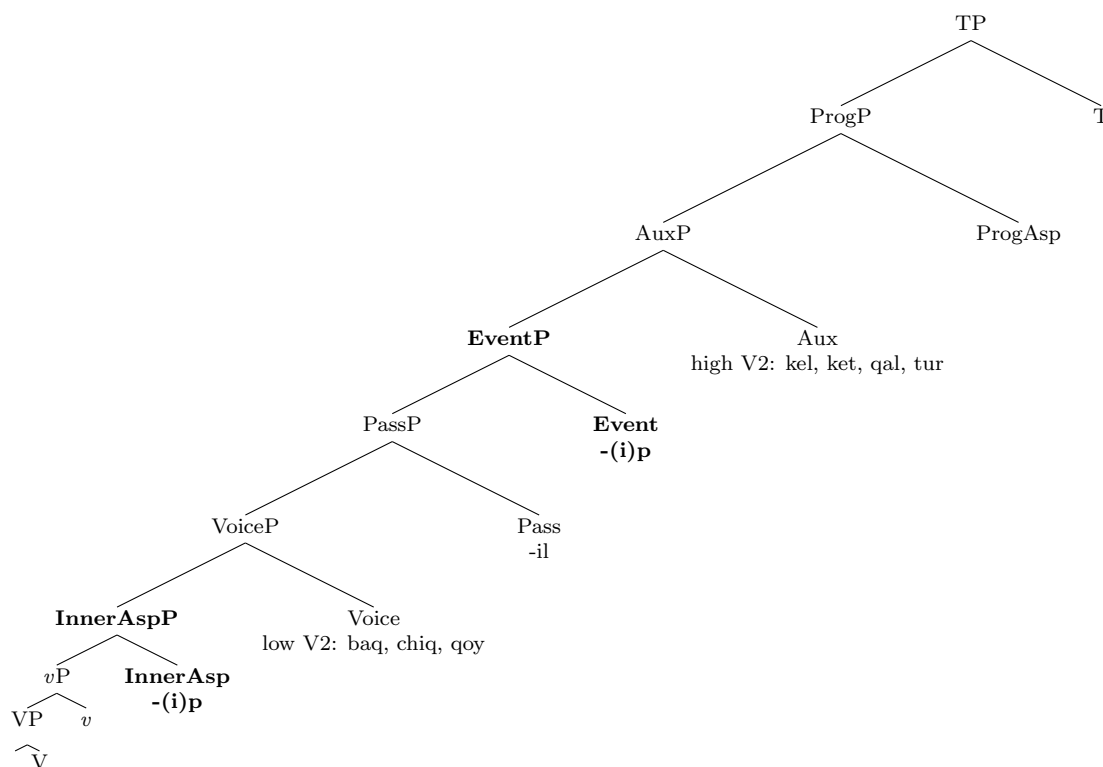 TP
ProgP T
AuxP ProgAsp
EventP Aux
high V2: kel, ket, qal, tur
PassP Event
-(i)p
VoiceP Pass
-il
InnerAspP Voice
low V2: baq, chiq, qoy
vP InnerAsp
-(i)p
VP v
V